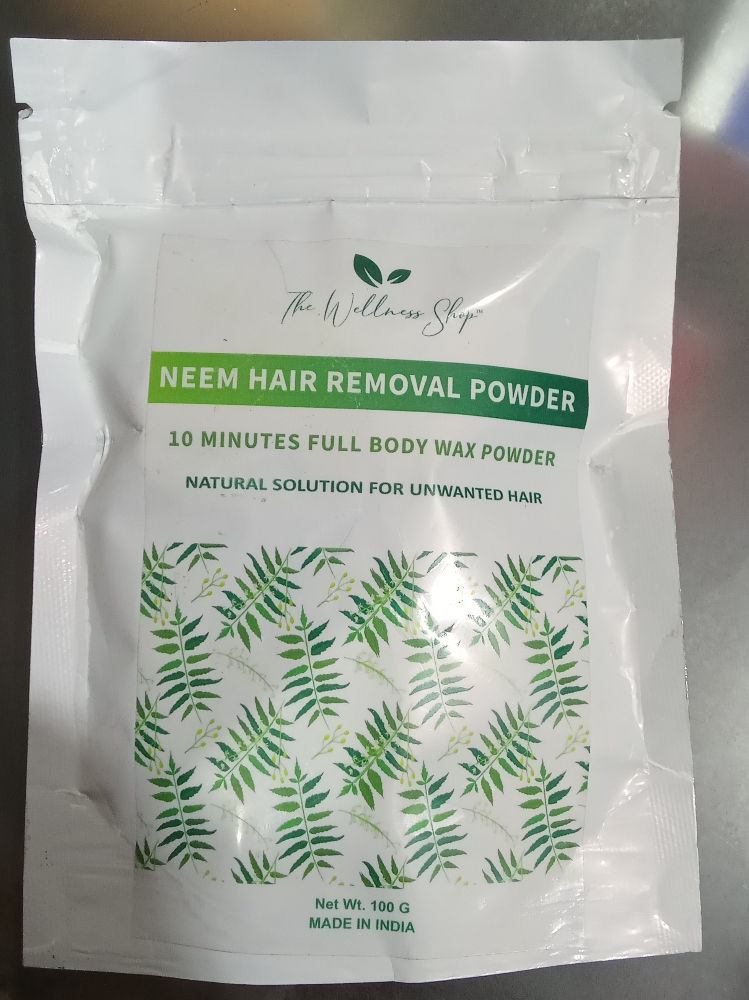 The Wellness Shop™
NEEM HAIR REMOVAL POWDER
10 MINUTES FULL BODY WAX POWDER
NATURAL SOLUTION FOR UNWANTED HAIR
Net Wt. 100 G
MADE IN INDIA